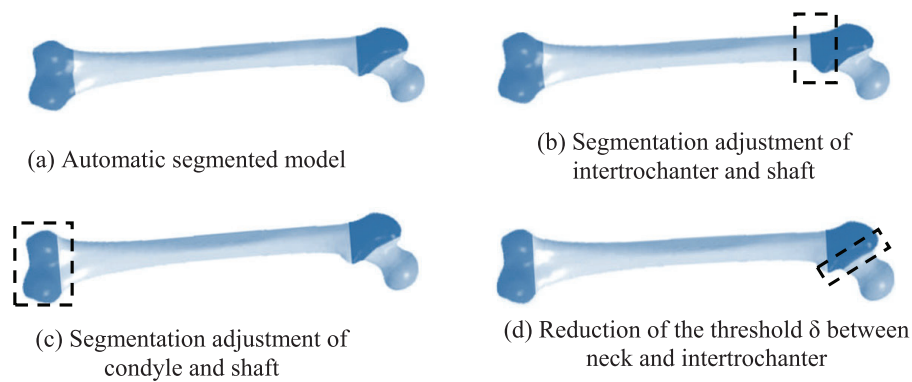 (a) Automatic segmented model
(b) Segmentation adjustment of
intertrochanter and shaft
(c) Segmentation adjustment of
condyle and shaft
(d) Reduction of the threshold δ between
neck and intertrochanter